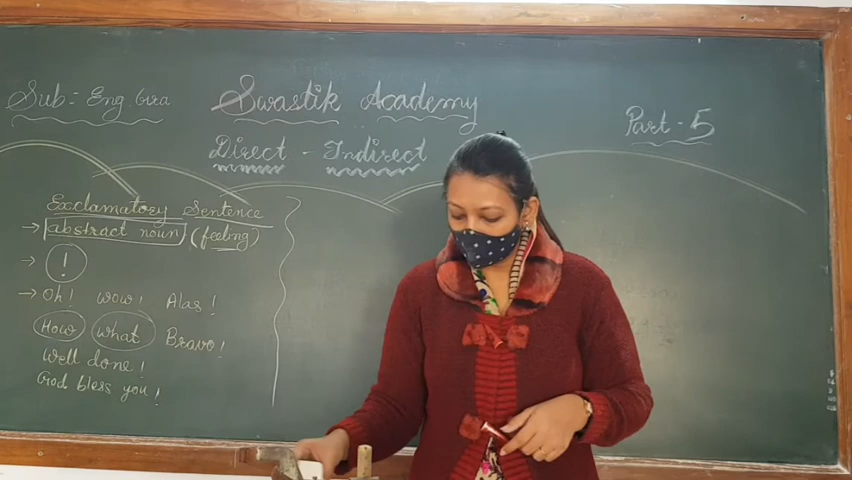 Sub:- Eng. Gra
Swastik Academy
Part - 5
Direct - Indirect
Exclamatory Sentence
→ abstract noun (feeling)
→ !
→ Oh! wow! Alas!
How what Bravo!
Well done!
God bless you!